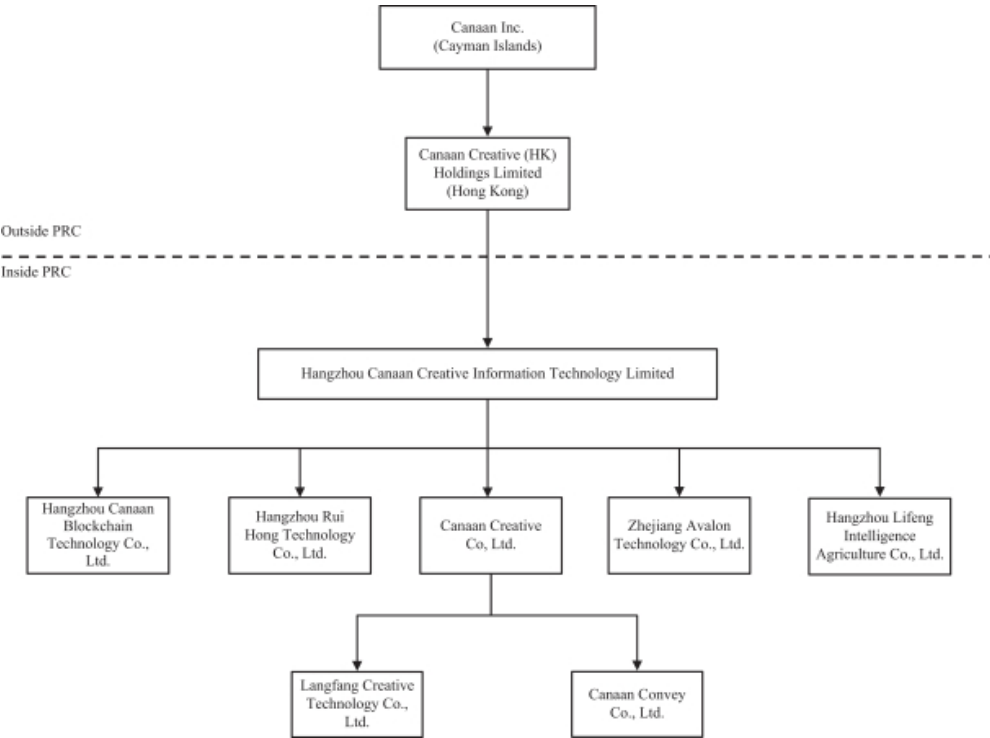 Canaan Inc.
(Cayman Islands)
Canaan Creative (HK)
Holdings Limited
(Hong Kong)
Outside PRC
Inside PRC
Hangzhou Canaan Creative Information Technology Limited
Hangzhou Canaan
Blockchain
Technology Co.,
Ltd.
Hangzhou Rui
Hong Technology
Co., Ltd.
Canaan Creative
Co, Ltd.
Zhejiang Avalon
Technology Co., Ltd.
Hangzhou Lifeng
Intelligence
Agriculture Co., Ltd.
Langfang Creative
Technology Co.,
Ltd.
Canaan Convey
Co., Ltd.